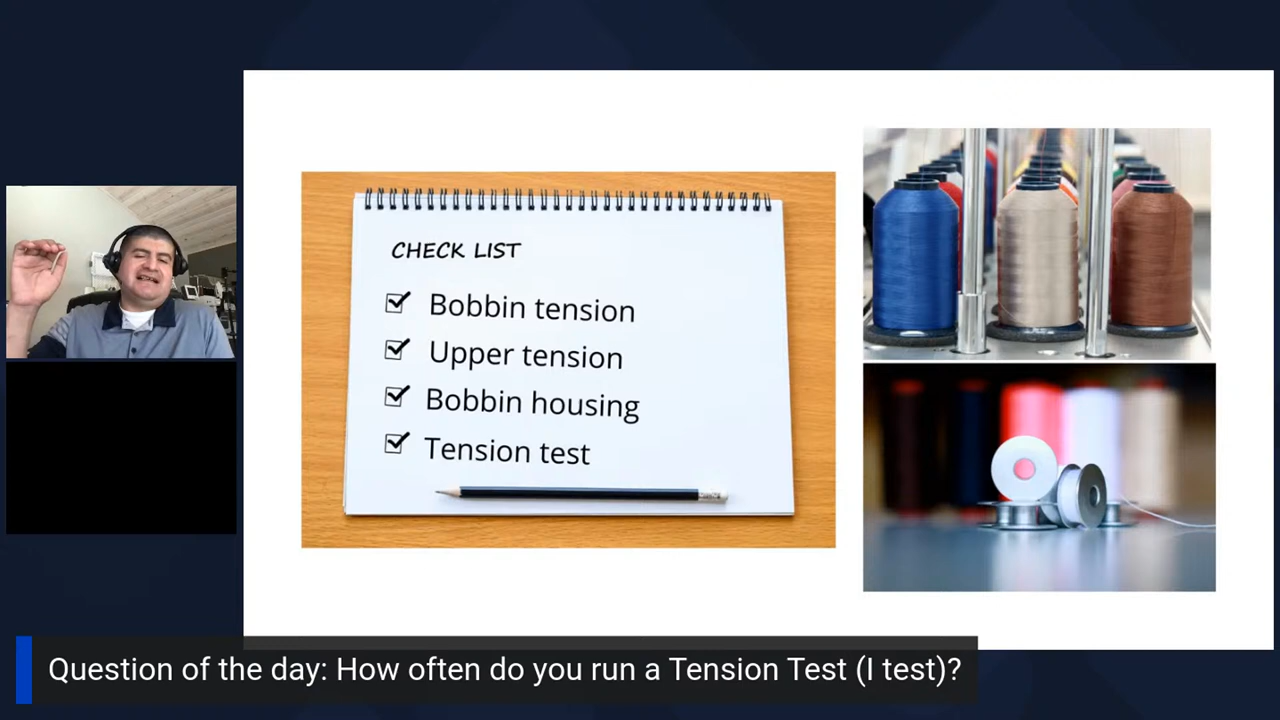 CHECK LIST
Bobbin tension
Upper tension
Bobbin housing
Tension test
Question of the day: How often do you run a Tension Test (I test)?